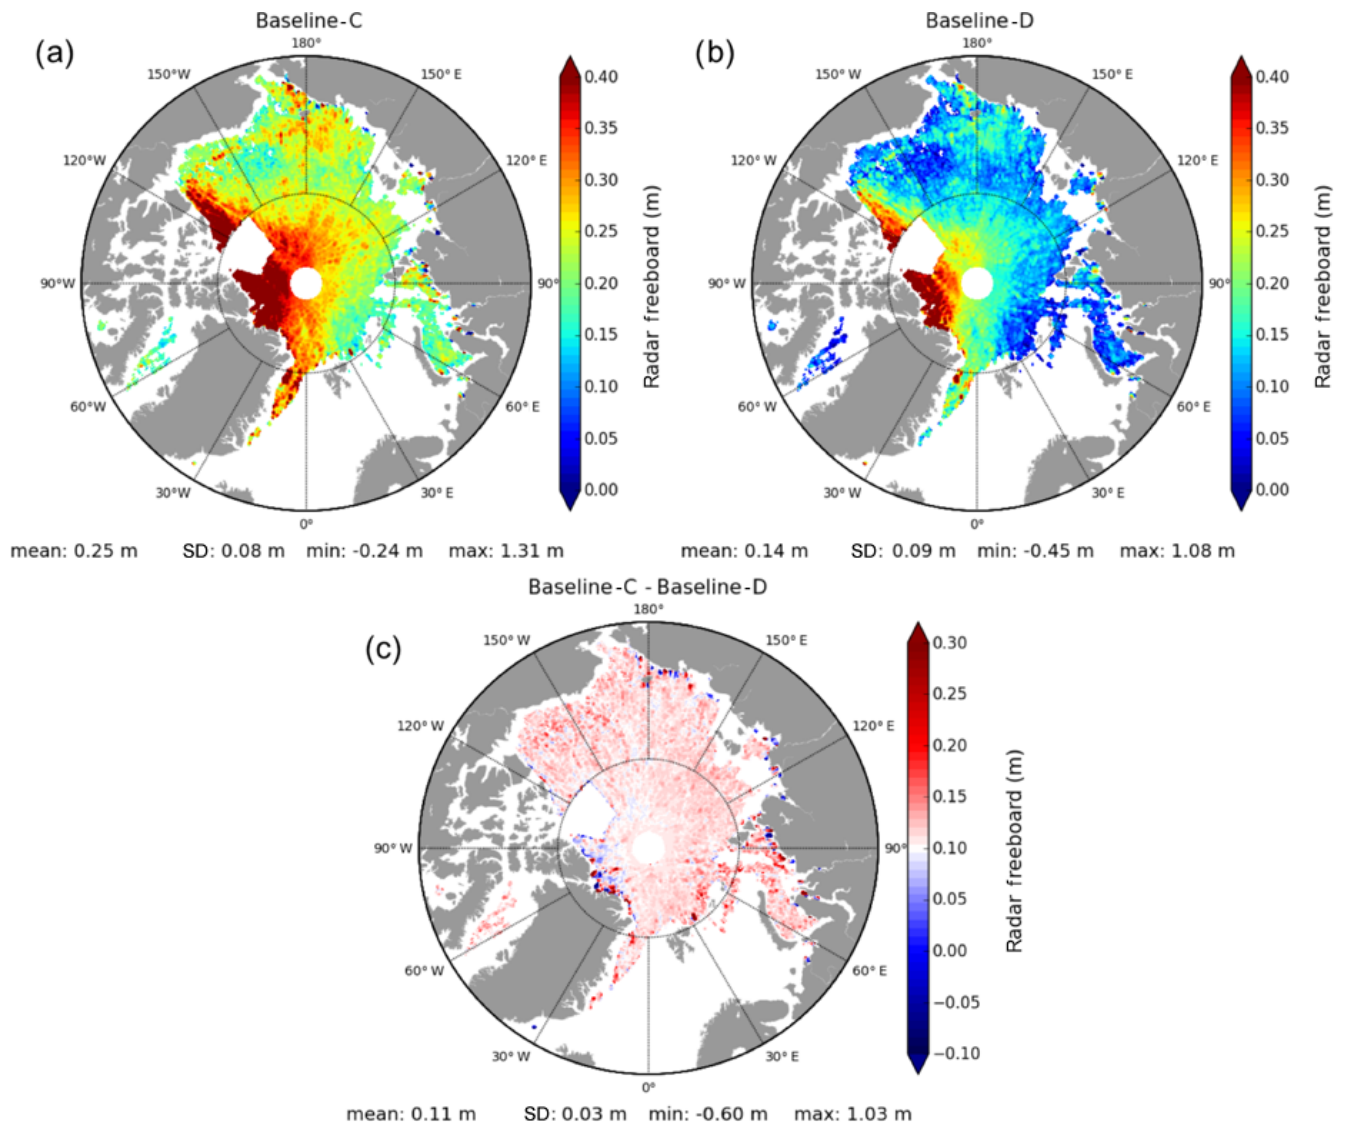 Baseline-C
(a)
180°
150°W
150° E
120°W
120° E
90°W
90°
60°W
60° E
30°W
30° E
0°
0.40
0.35
0.30
0.25
0.20
0.15
0.10
0.05
0.00
Radar freeboard (m)
mean: 0.25 m SD: 0.08 m min: -0.24 m max: 1.31 m
Baseline-D
(b)
180°
150° W
150° E
120° W
120° E
90° W
90°
60° W
60° E
30° W
30° E
0°
0.40
0.35
0.30
0.25
0.20
0.15
0.10
0.05
0.00
Radar freeboard (m)
mean: 0.14 m SD: 0.09 m min: -0.45 m max: 1.08 m
Baseline-C - Baseline-D
(c)
180°
150° W
150° E
120° W
120° E
90° W
90°
60° W
60° E
30° W
30° E
0°
0.30
0.25
0.20
0.15
0.10
0.05
0.00
−0.05
−0.10
Radar freeboard (m)
mean: 0.11 m SD: 0.03 m min: -0.60 m max: 1.03 m